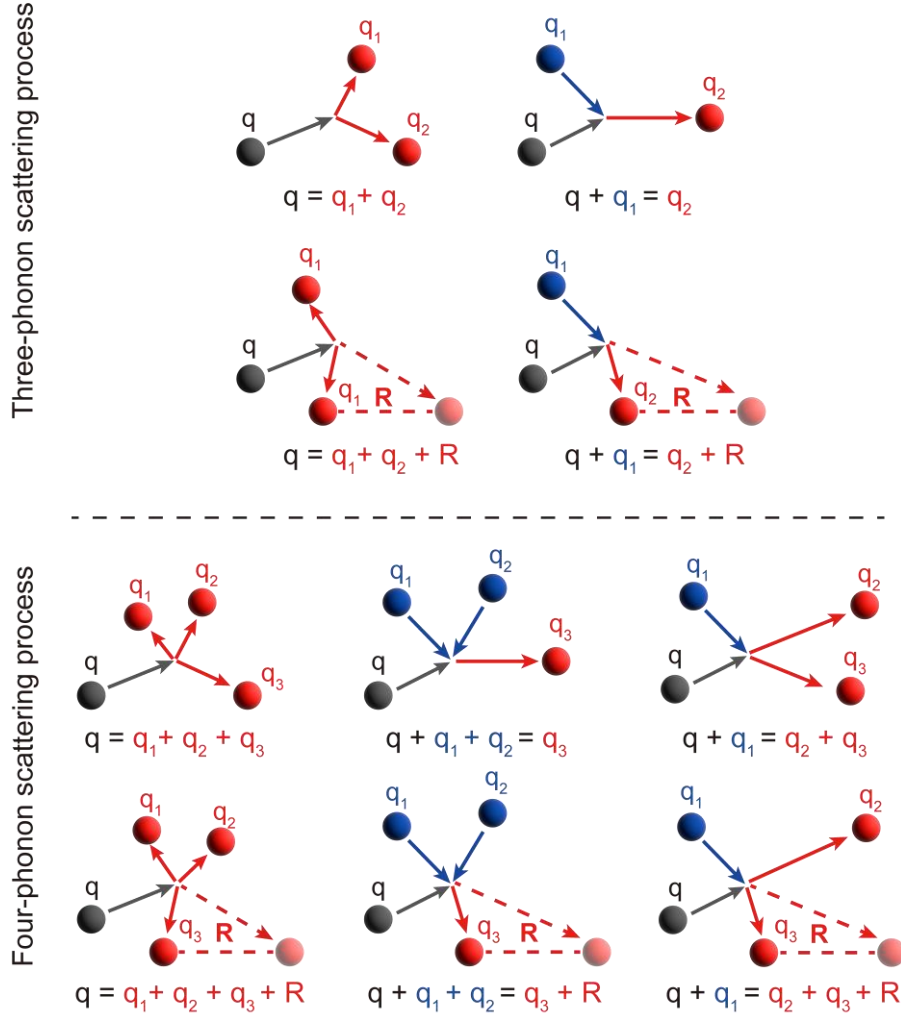 Three-phonon scattering process
q₁
q
q₂
q = q₁+ q₂
q₁
q
q₂
q + q₁ = q₂
q₁
q
q₁
R
q = q₁+ q₂ + R
q₁
q
q₂
R
q + q₁ = q₂ + R
Four-phonon scattering process
q₁
q₂
q
q₃
q = q₁+ q₂ + q₃
q₁
q₂
q
q₃
q + q₁ + q₂ = q₃
q₁
q₂
q
q₃
q + q₁ = q₂ + q₃
q₁
q₂
q
q₃
R
q = q₁+ q₂ + q₃ + R
q₁
q₂
q
q₃
R
q + q₁ + q₂ = q₃ + R
q₁
q₂
q
q₃
R
q + q₁ = q₂ + q₃ + R